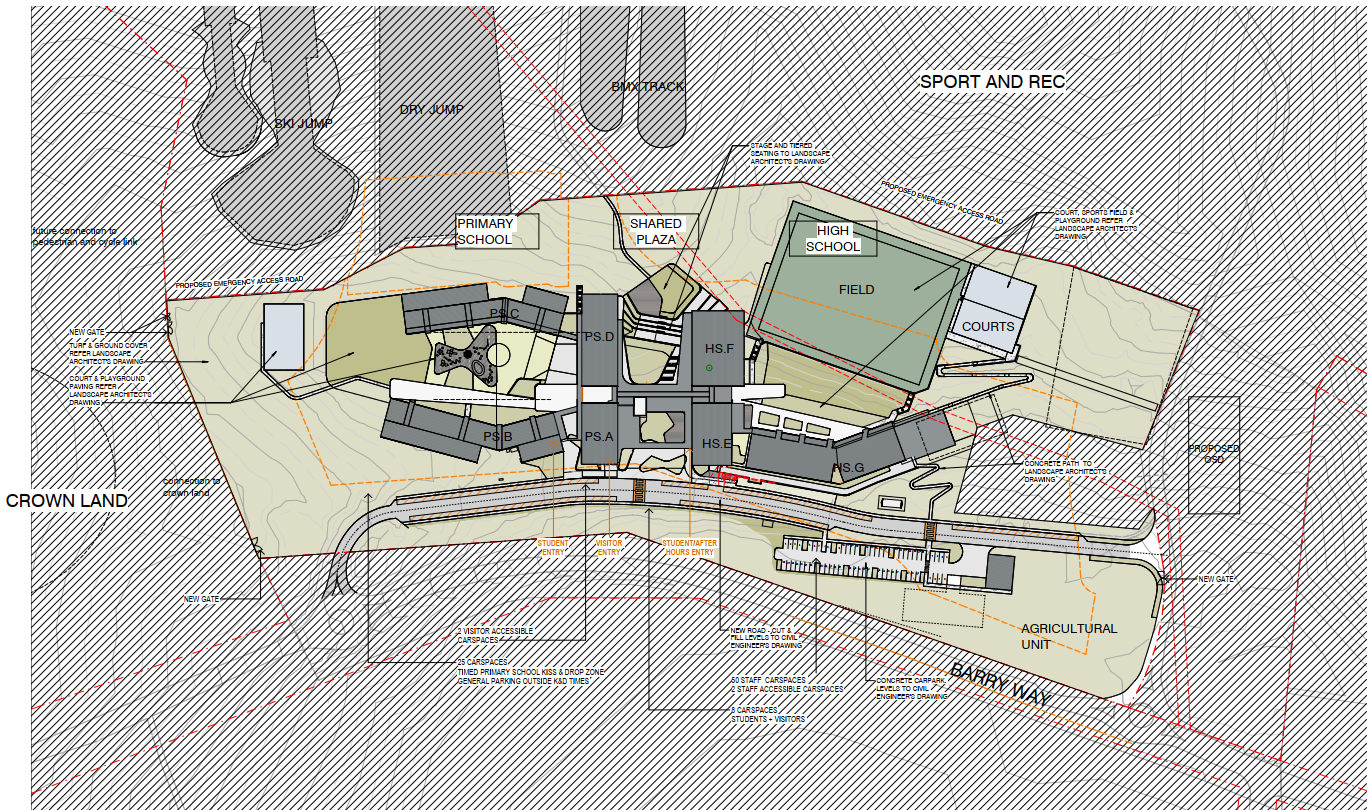 SPORT AND REC
BMX TRACK
DRY JUMP
SKI JUMP
STAGE AND TIERED
SEATING TO LANDSCAPE
ARCHITECT'S DRAWING
PROPOSED EMERGENCY ACCESS ROAD
COURT, SPORTS FIELD &
PLAYGROUND REFER
LANDSCAPE ARCHITECT'S
DRAWING
PRIMARY
SCHOOL
SHARED
PLAZA
HIGH
SCHOOL
future connection to
pedestrian and cycle link
PROPOSED EMERGENCY ACCESS ROAD
FIELD
COURTS
PS.C
PS.D
HS.F
NEW GATE
TURF & GROUND COVER
REFER LANDSCAPE
ARCHITECT'S DRAWING
COURT & PLAYGROUND
PAVING REFER
LANDSCAPE ARCHITECT'S
DRAWING
PS.B
PS.A
HS.E
HS.G
PROPOSED
OSD
CONCRETE PATH TO
LANDSCAPE ARCHITECT'S
DRAWING
connection to
crown land
CROWN LAND
STUDENT
ENTRY
VISITOR
ENTRY
STUDENT/AFTER
HOURS ENTRY
NEW GATE
NEW GATE
2 VISITOR ACCESSIBLE
CARSPACES
NEW ROAD - CUT &
FILL LEVELS TO CIVIL
ENGINEER'S DRAWING
AGRICULTURAL
UNIT
BARRY WAY
25 CARSPACES
TIMED PRIMARY SCHOOL KISS & DROP ZONE
GENERAL PARKING OUTSIDE K&D TIMES
50 STAFF CARSPACES
2 STAFF ACCESSIBLE CARSPACES
CONCRETE CARPARK
LEVELS TO CIVIL
ENGINEER'S DRAWING
8 CARSPACES
STUDENTS + VISITORS